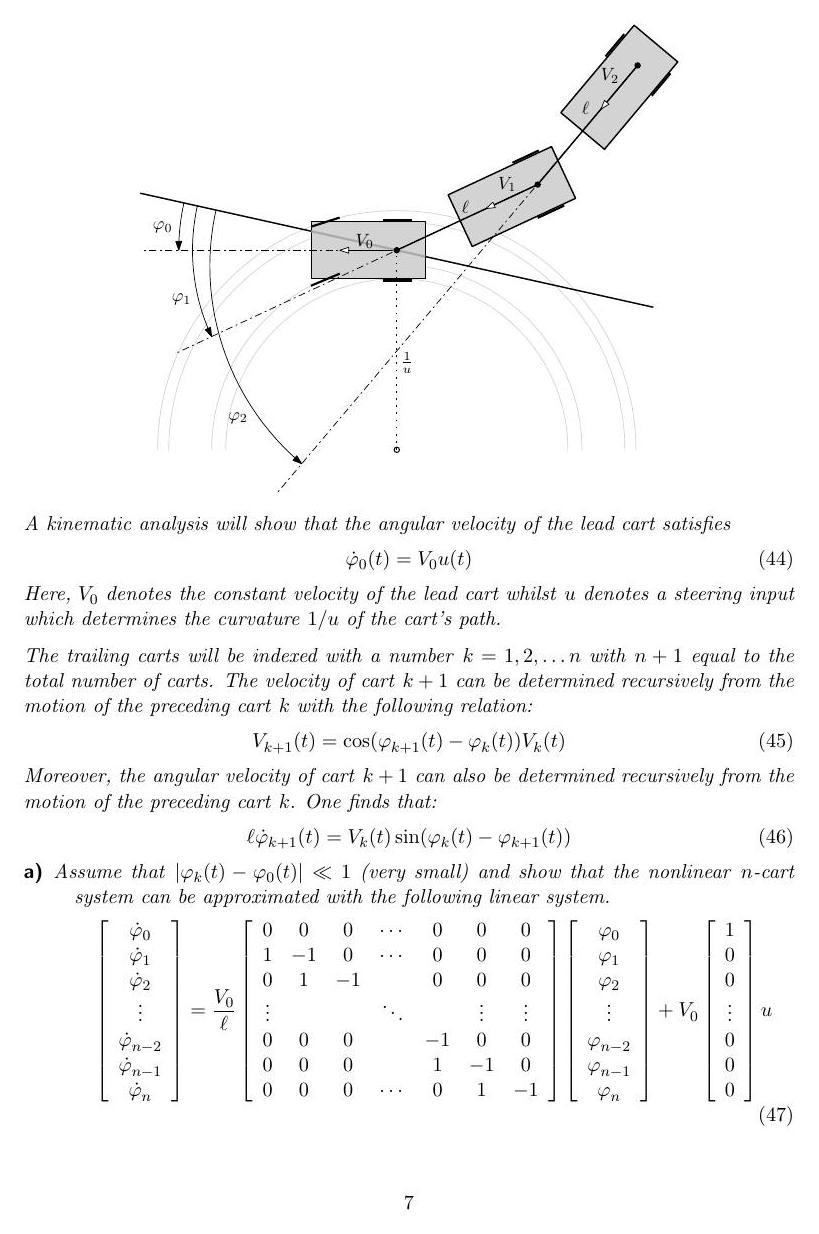 V₂
ℓ
V₁
ℓ
φ₀
V₀
φ₁
1/u
φ₂
A kinematic analysis will show that the angular velocity of the lead cart satisfies
φ̇₀(t) = V₀u(t) (44)
Here, V₀ denotes the constant velocity of the lead cart whilst u denotes a steering input
which determines the curvature 1/u of the cart's path.
The trailing carts will be indexed with a number k = 1, 2, . . . n with n + 1 equal to the
total number of carts. The velocity of cart k + 1 can be determined recursively from the
motion of the preceding cart k with the following relation:
Vₖ₊₁(t) = cos(φₖ₊₁(t) − φₖ(t))Vₖ(t) (45)
Moreover, the angular velocity of cart k + 1 can also be determined recursively from the
motion of the preceding cart k. One finds that:
ℓφ̇ₖ₊₁(t) = Vₖ(t) sin(φₖ(t) − φₖ₊₁(t)) (46)
a) Assume that |φₖ(t) − φ₀(t)| ≪ 1 (very small) and show that the nonlinear n-cart
system can be approximated with the following linear system.
φ̇₀ 0 0 0 ⋯ 0 0 0 φ₀ 1
φ̇₁ 1 −1 0 ⋯ 0 0 0 φ₁ 0
φ̇₂ 0 1 −1 0 0 0 φ₂ 0
⋮ = V₀/ℓ ⋮ ⋱ ⋮ ⋮ ⋮ + V₀ ⋮ u
φ̇ₙ₋₂ 0 0 0 −1 0 0 φₙ₋₂ 0
φ̇ₙ₋₁ 0 0 0 1 −1 0 φₙ₋₁ 0
φ̇ₙ 0 0 0 ⋯ 0 1 −1 φₙ 0
(47)
7